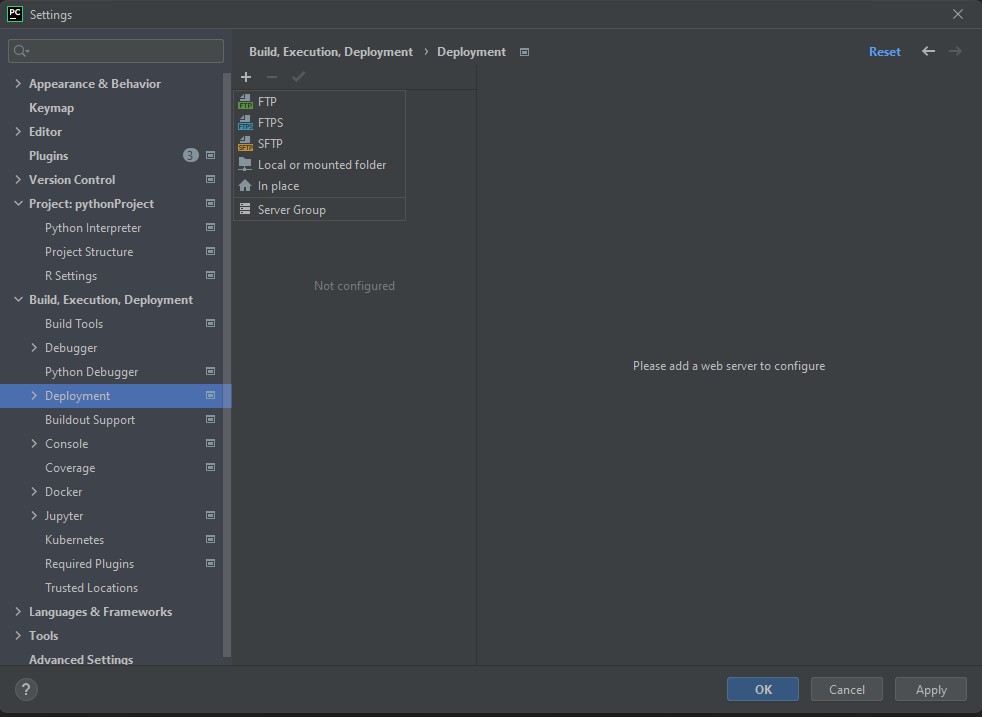 PC Settings
Build, Execution, Deployment › Deployment Reset
Appearance & Behavior
Keymap
Editor
Plugins 3
Version Control
Project: pythonProject
Python Interpreter
Project Structure
R Settings
Build, Execution, Deployment
Build Tools
Debugger
Python Debugger
Deployment
Buildout Support
Console
Coverage
Docker
Jupyter
Kubernetes
Required Plugins
Trusted Locations
Languages & Frameworks
Tools
Advanced Settings
FTP FTP
FTPS FTPS
SFTP SFTP
Local or mounted folder
In place
Server Group
Not configured
Please add a web server to configure
?
OK Cancel Apply